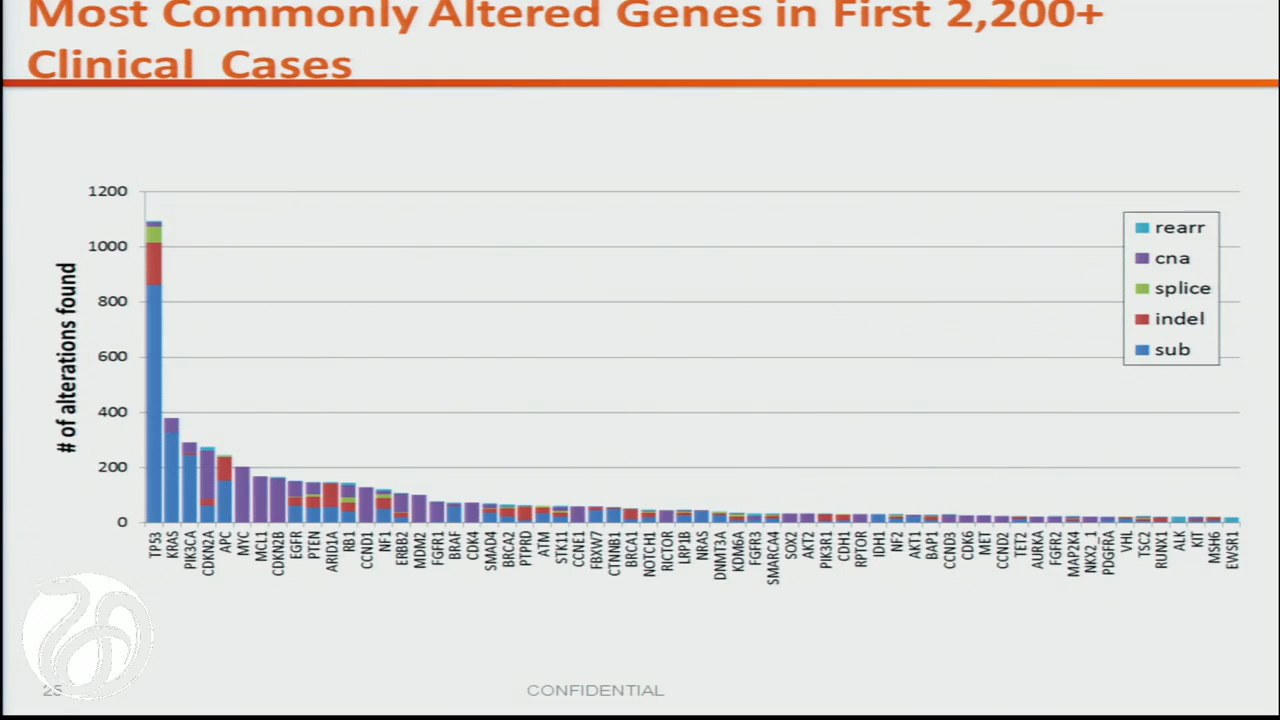 Most Commonly Altered Genes in First 2,200+
Clinical Cases
# of alterations found
1200
1000
800
600
400
200
0
rearr
cna
splice
indel
sub
TP53
KRAS
PIK3CA
CDKN2A
APC
MYC
MCL1
CDKN2B
EGFR
PTEN
ARID1A
RB1
CCND1
NF1
ERBB2
MDM2
FGFR1
BRAF
CDK4
SMAD4
BRCA2
PTPRD
ATM
STK11
CCNE1
FBXW7
CTNNB1
BRCA1
NOTCH1
RICTOR
LRP1B
NRAS
DNMT3A
KDM6A
FGFR3
SMARCA4
SOX2
AKT2
PIK3R1
CDH1
RPTOR
IDH1
NF2
AKT1
BAP1
CCND3
CDK6
MET
CCND2
TET2
AURKA
FGFR2
MAP2K4
NKX2_1
PDGFRA
VHL
TSC2
RUNX1
ALK
KIT
MSH6
EWSR1
CONFIDENTIAL